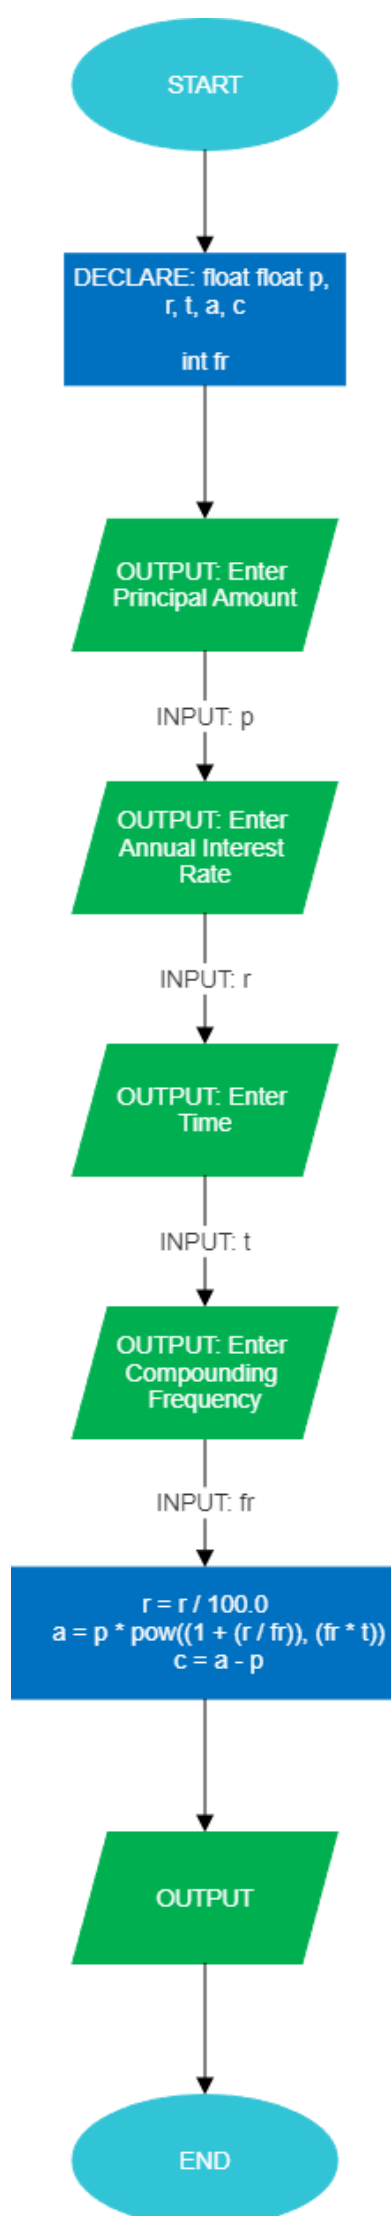 START
DECLARE: float float p,
r, t, a, c
int fr
OUTPUT: Enter
Principal Amount
INPUT: p
OUTPUT: Enter
Annual Interest
Rate
INPUT: r
OUTPUT: Enter
Time
INPUT: t
OUTPUT: Enter
Compounding
Frequency
INPUT: fr
r = r / 100.0
a = p * pow((1 + (r / fr)), (fr * t))
c = a - p
OUTPUT
END